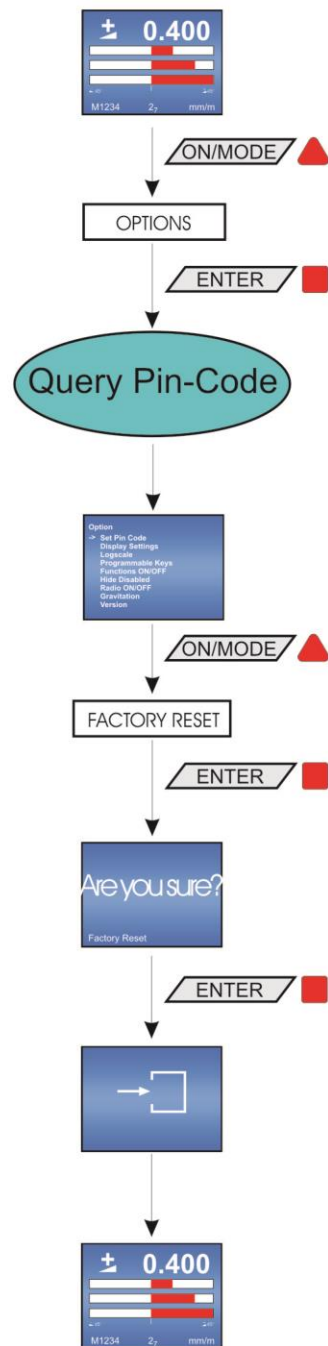 ± 0.400
M1234 2₇ mm/m
ON/MODE
OPTIONS
ENTER
Query Pin-Code
Option
-> Set Pin Code
Display Settings
Logscale
Programmable Keys
Functions ON/OFF
Hide Disabled
Radio ON/OFF
Gravitation
Version
ON/MODE
FACTORY RESET
ENTER
Are you sure?
Factory Reset
ENTER
± 0.400
M1234 2₇ mm/m